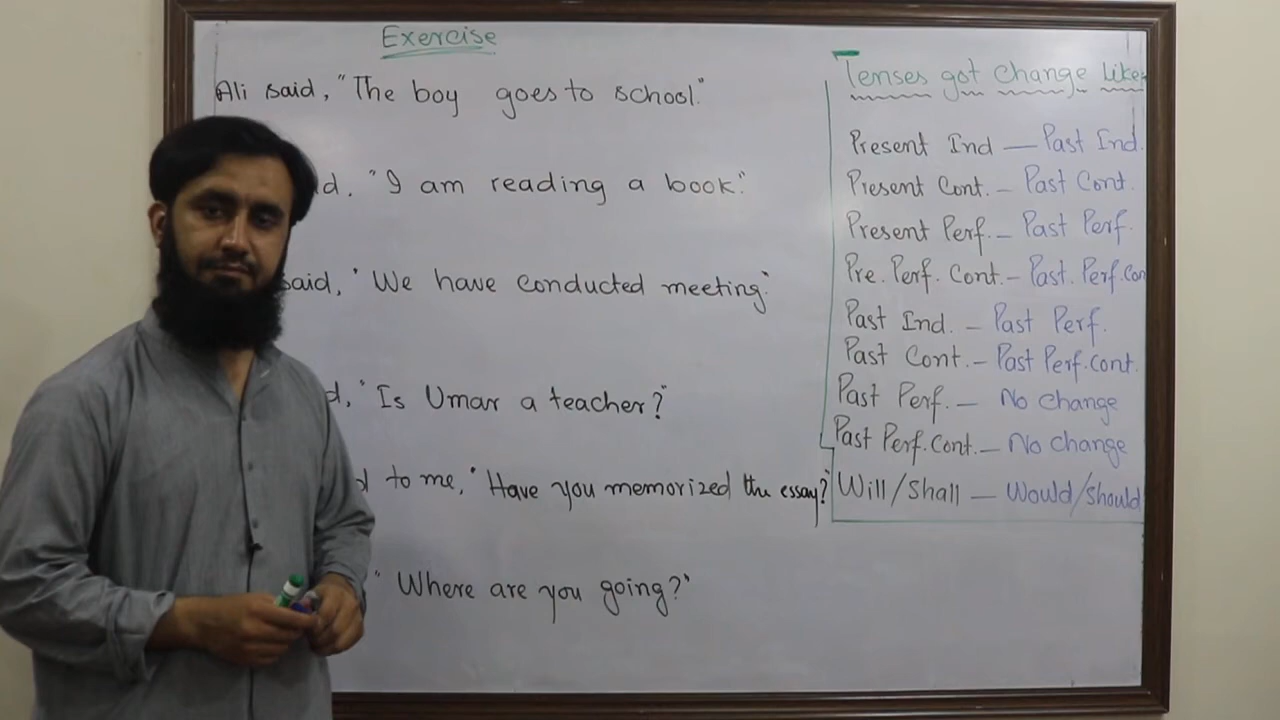 Exercise
Ali said, "The boy goes to school."
"I am reading a book."
said, "We have conducted meeting."
"Is Umar a teacher?"
to me, "Have you memorized the essay?"
"Where are you going?"
Tenses got change like:
Present Ind — Past Ind.
Present Cont. – Past Cont.
Present Perf. – Past Perf.
Pre. Perf. Cont. – Past. Perf. Con
Past Ind. – Past Perf.
Past Cont. – Past Perf. cont.
Past Perf. – No change
Past Perf. Cont. – No change
Will/Shall – Would/should